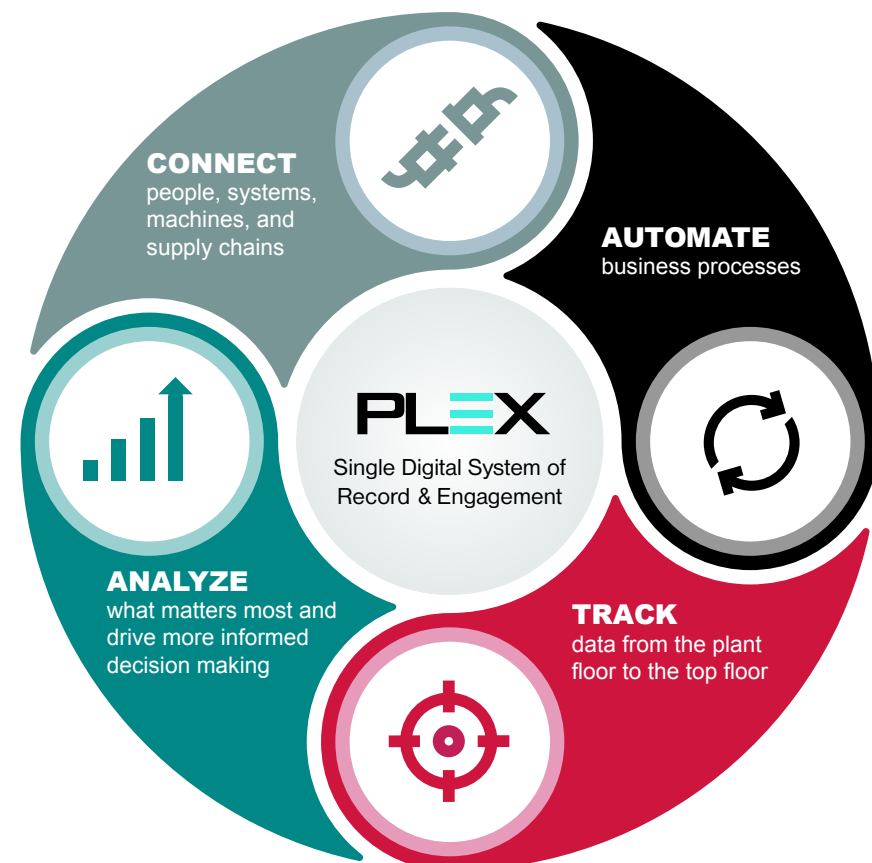 CONNECT
people, systems,
machines, and
supply chains
AUTOMATE
business processes
PLEX
Single Digital System of
Record & Engagement
ANALYZE
what matters most and
drive more informed
decision making
TRACK
data from the plant
floor to the top floor